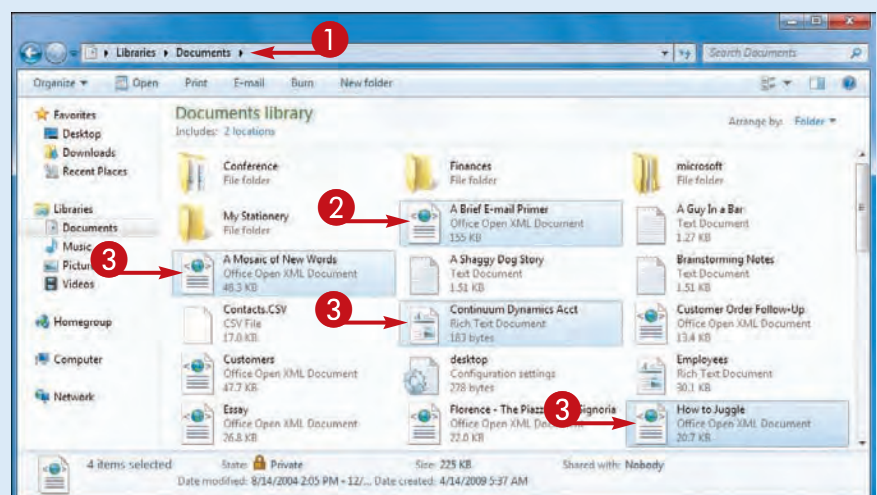 1
Libraries Documents Search Documents
Organize Open Print E-mail Burn New folder
Favorites
Desktop
Downloads
Recent Places
Libraries
Documents
Music
Pictur
Videos
Homegroup
Computer
Network
Documents library
Includes: 2 locations
Arrange by: Folder
Conference
File folder
Finances
File folder
microsoft
File folder
My Stationery
File folder
2
A Brief E-mail Primer
Office Open XML Document
155 KB
A Guy In a Bar
Text Document
1.27 KB
3
A Mosaic of New Words
Office Open XML Document
48.3 KB
A Shaggy Dog Story
Text Document
1.51 KB
Brainstorming Notes
Text Document
1.51 KB
Contacts.CSV
CSV File
17.0 KB
3
Continuum Dynamics Acct
Rich Text Document
183 bytes
Customer Order Follow-Up
Office Open XML Document
13.4 KB
Customers
Office Open XML Document
47.7 KB
desktop
Configuration settings
278 bytes
Employees
Rich Text Document
30.1 KB
Essay
Office Open XML Document
26.8 KB
Florence - The Piazz Signoria
Office Open XML Do ment
22.0 KB
3
How to Juggle
Office Open XML Document
20.7 KB
4 items selected State: Private Size: 225 KB Shared with: Nobody
Date modified: 8/14/2004 2:05 PM - 12/... Date created: 4/14/2009 5:37 AM